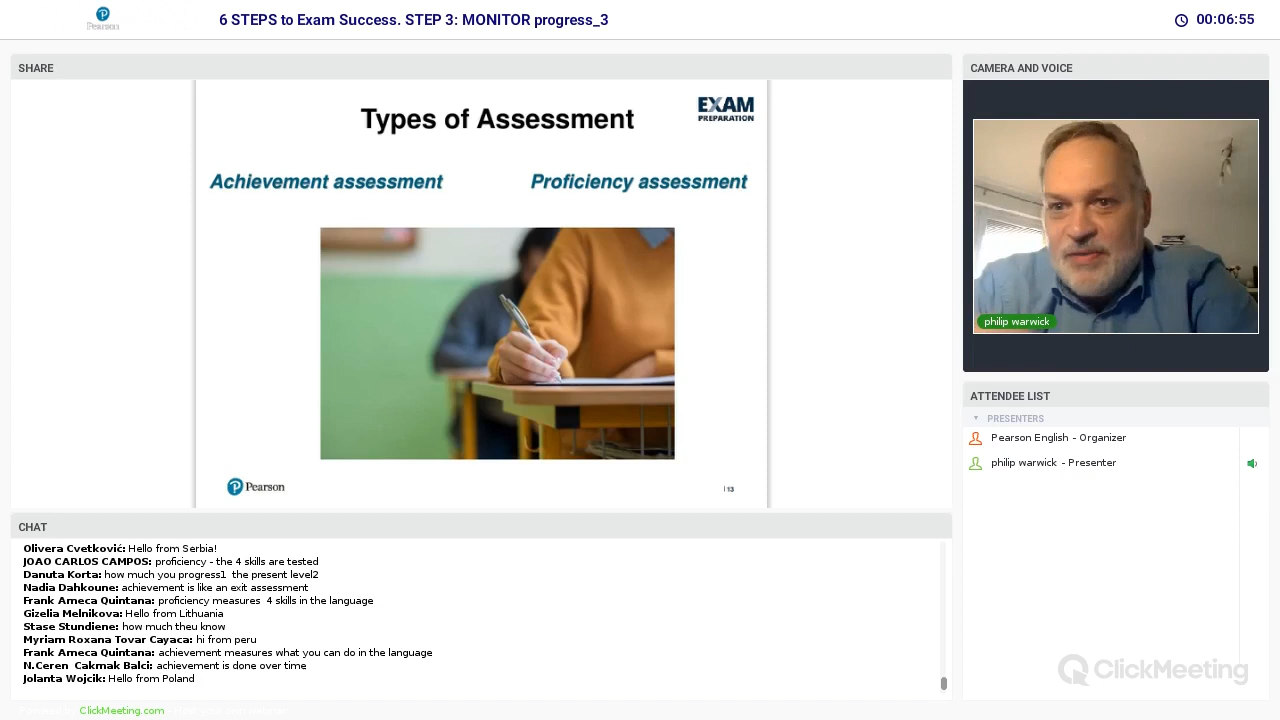 Pearson
6 STEPS to Exam Success. STEP 3: MONITOR progress_3
00:06:55
SHARE
Types of Assessment
EXAM
PREPARATION
Achievement assessment
Proficiency assessment
Pearson
| 13
CAMERA AND VOICE
philip warwick
ATTENDEE LIST
PRESENTERS
Pearson English - Organizer
philip warwick - Presenter
CHAT
Olivera Cvetković: Hello from Serbia!
JOAO CARLOS CAMPOS: proficiency - the 4 skills are tested
Danuta Korta: how much you progress1 the present level2
Nadia Dahkoune: achievement is like an exit assessment
Frank Ameca Quintana: proficiency measures 4 skills in the language
Gizelia Melnikova: Hello from Lithuania
Stase Stundiene: how much theu know
Myriam Roxana Tovar Cayaca: hi from peru
Frank Ameca Quintana: achievement measures what you can do in the language
N.Ceren Cakmak Balci: achievement is done over time
Jolanta Wojcik: Hello from Poland
ClickMeeting
ClickMeeting.com